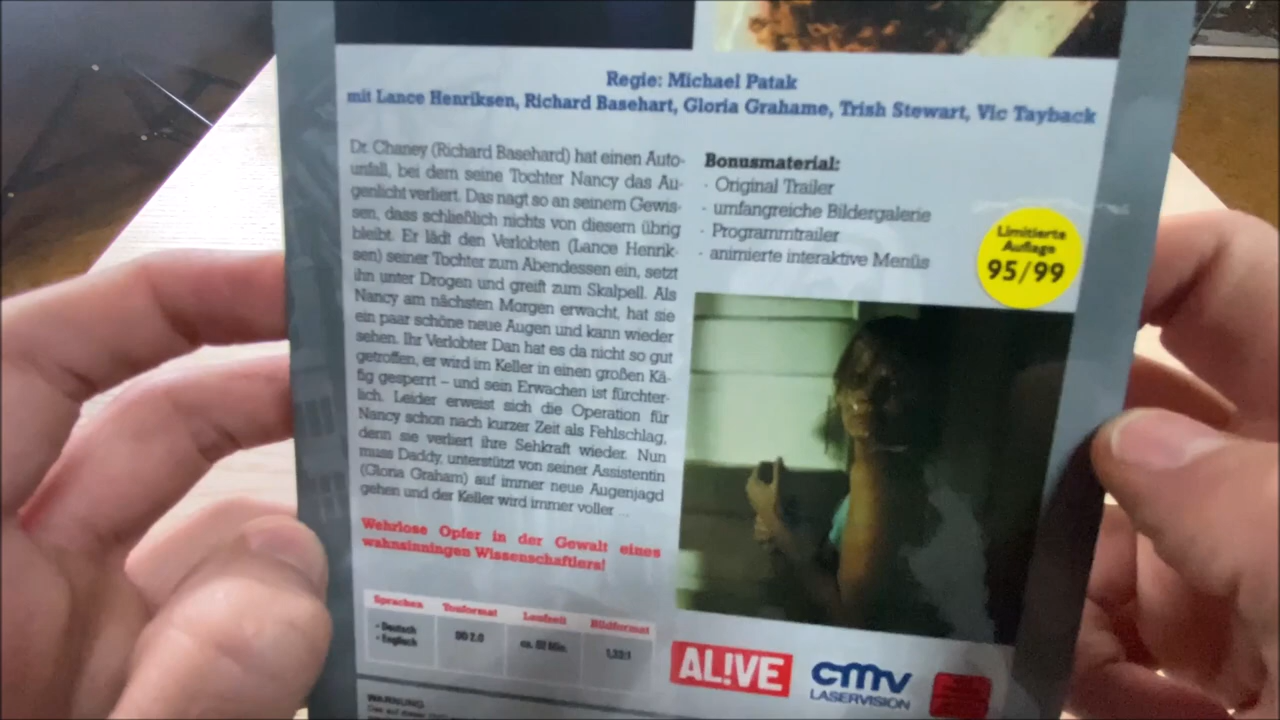 Regie: Michael Patak
mit Lance Henriksen, Richard Basehart, Gloria Grahame, Trish Stewart, Vic Tayback
Dr. Chaney (Richard Basehard) hat einen Auto-
unfall, bei dem seine Tochter Nancy das Au-
genlicht verliert. Das nagt so an seinem Gewis-
sen, dass schließlich nichts von diesem übrig
bleibt. Er lädt den Verlobten (Lance Henrik-
sen) seiner Tochter zum Abendessen ein, setzt
ihn unter Drogen und greift zum Skalpell. Als
Nancy am nächsten Morgen erwacht, hat sie
ein paar schöne neue Augen und kann wieder
sehen. Ihr Verlobter Dan hat es da nicht so gut
getroffen, er wird im Keller in einen großen Kä-
fig gesperrt – und sein Erwachen ist fürchter-
lich. Leider erweist sich die Operation für
Nancy schon nach kurzer Zeit als Fehlschlag,
denn sie verliert ihre Sehkraft wieder. Nun
muss Daddy, unterstützt von seiner Assistentin
(Gloria Graham) auf immer neue Augenjagd
gehen und der Keller wird immer voller ...
Wehrlose Opfer in der Gewalt eines
wahnsinningen Wissenschaftlers!
Bonusmaterial:
· Original Trailer
· umfangreiche Bildergalerie
· Programmtrailer
· animierte interaktive Menüs
Limitierte
Auflage
95/99
Sprachen Tonformat Laufzeit Bildformat
• Deutsch
• Englisch
DD 2.0
ca. Min.
1,33:1
AL!VE
cmv
LASERVISION
WARNUNG